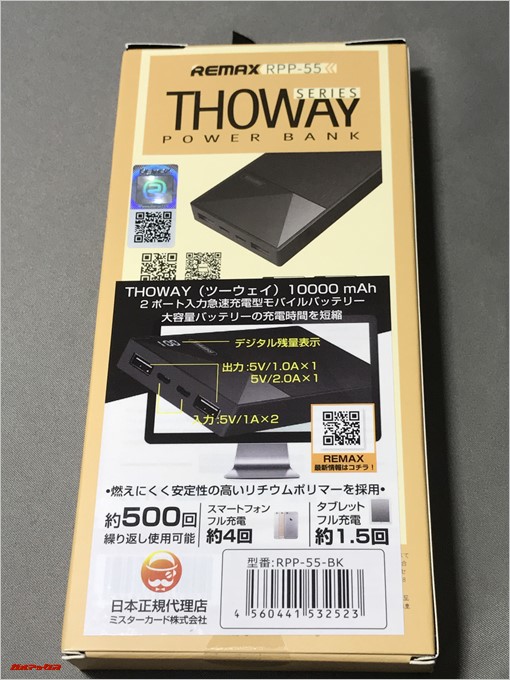 REMAX RPP-55
THOWAY
SERIES
POWER BANK
THOWAY（ツーウェイ）10000 mAh
2ポート入力急速充電型モバイルバッテリー
大容量バッテリーの充電時間を短縮
デジタル残量表示
出力:5V/1.0A×1
5V/2.0A×1
入力:5V/1A×2
REMAX
最新情報はコチラ！
•燃えにくく安定性の高いリチウムポリマーを採用•
約500回
繰り返し使用可能
スマートフォン
フル充電
約4回
タブレット
フル充電
約1.5回
日本正規代理店
ミスターカード株式会社
型番:RPP-55-BK
4 560441 532523
ガルマックス